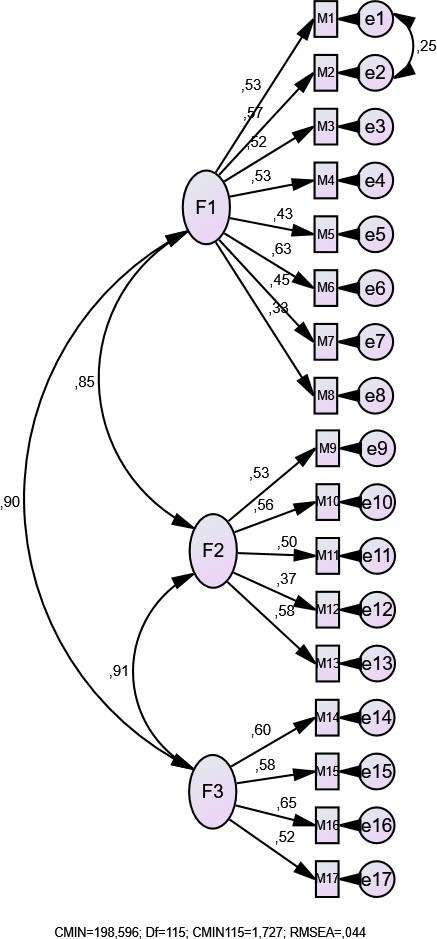 M1 e1
,25
M2 e2
,53
,57
M3 e3
,52
M4 e4
,53
F1
,43
M5 e5
,63
M6 e6
,45
,33
M7 e7
,85
M8 e8
M9 e9
,53
,90
M10 e10
,56
,50
F2
M11 e11
,37
M12 e12
,58
M13 e13
,91
M14 e14
,60
,58
M15 e15
F3
,65
M16 e16
,52
M17 e17
CMIN=198,596; Df=115; CMIN115=1,727; RMSEA=,044